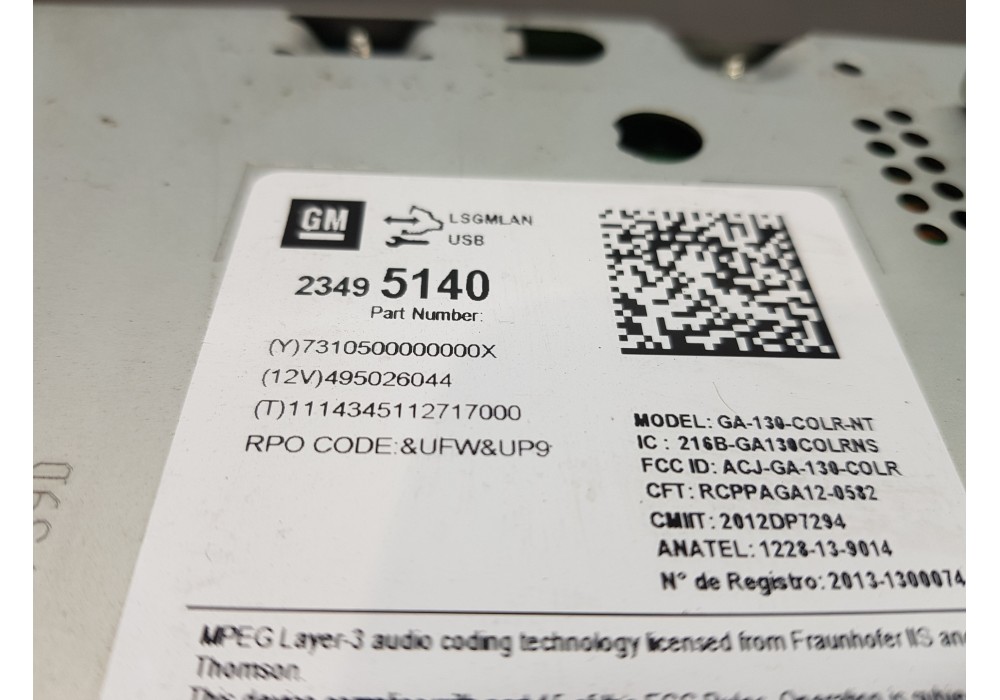 GM
LSGMLAN
USB
2349 5140
Part Number:
(Y)7310500000000X
(12V)495026044
(T)1114345112717000
RPO CODE:&UFW&UP9
MODEL: GA-130-COLR-NT
IC : 216B-GA130COLRNS
FCC ID: ACJ-GA-130-COLR
CFT: RCPPAGA12-0582
CMIIT: 2012DP7294
ANATEL: 1228-13-9014
N° de Registro: 2013-1300074
MPEG Layer-3 audio coding technology licensed from Fraunhofer IIS and
Thomson.